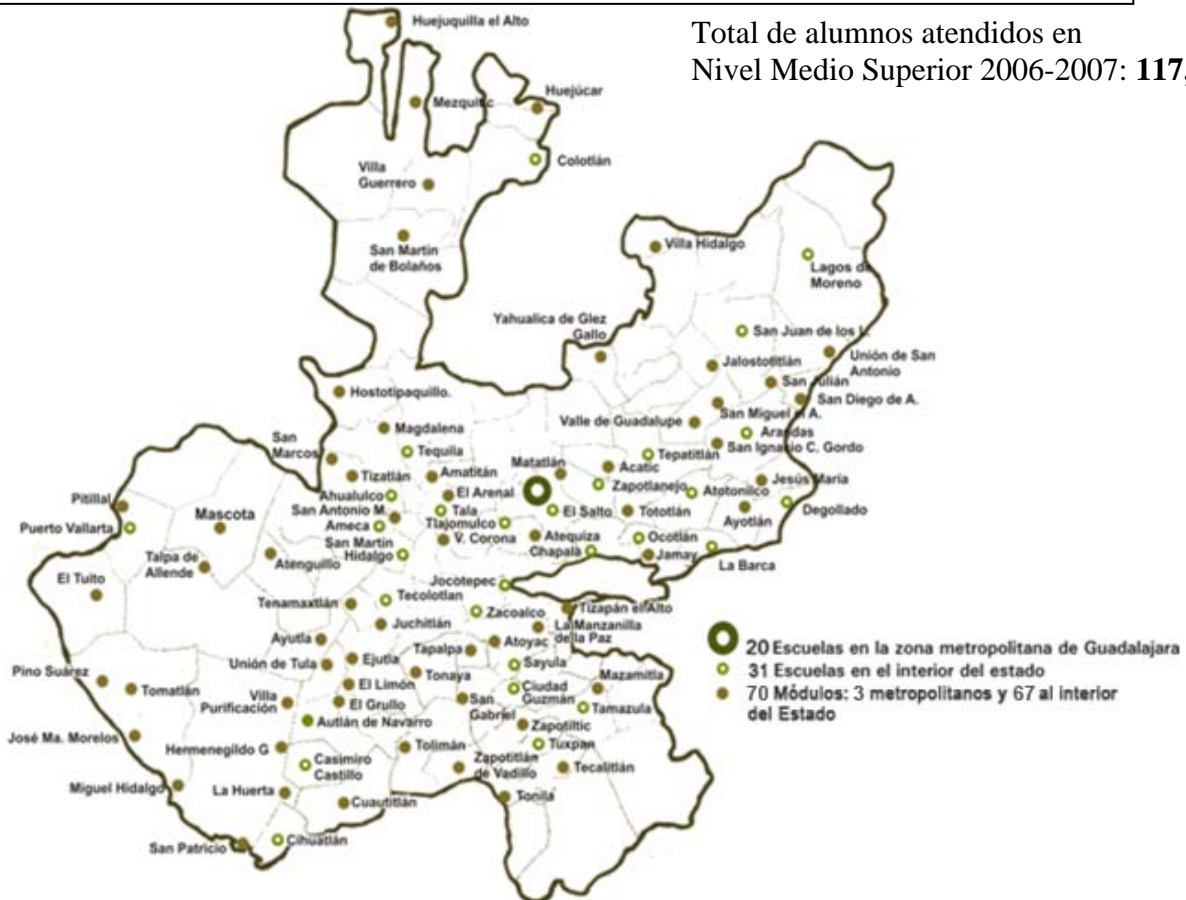 Total de alumnos atendidos en
Nivel Medio Superior 2006-2007: 117,
Huejuquilla el Alto
Mezquitic
Huejúcar
Colotlán
Villa
Guerrero
San Martin
de Bolaños
Villa Hidalgo
Lagos de
Moreno
Yahualica de Glez
Gallo
San Juan de los L.
Jalostotitlán
Unión de San
Antonio
San Julián
San Diego de A.
Hostotipaquillo.
Valle de Guadalupe
San Miguel el A.
Magdalena
Arandas
San Ignacio C. Gordo
San
Marcos
Tequila
Tepatitlán
Matatlán
Acatic
Tizatlán
Amatitán
Jesús María
Zapotlanejo
Atotonilco
Ahualulco
El Arenal
Pitillal
Mascota
San Antonio M.
Tala
El Salto
Tototlán
Ayotlán
Degollado
Puerto Vallarta
Ameca
Tlajomulco
V. Corona
Atequiza
Ocotlán
San Martín
Hidalgo
Chapala
Jamay
La Barca
Talpa de
Allende
Atenguillo
El Tuito
Jocotepec
Tenamaxtlán
Tecolotlan
Zacoalco
Tizapán el Alto
Juchitlán
La Manzanilla
de la Paz
Ayutla
Atoyac
Tapalpa
Unión de Tula
Ejutla
Sayula
Pino Suárez
Tonaya
Mazamitla
Tomatlán
El Limón
Ciudad
Guzmán
Villa
Purificación
El Grullo
San
Gabriel
Tamazula
Autlán de Navarro
Zapotiltic
José Ma. Morelos
Hermenegildo G
Tolimán
Tuxpan
Casimiro
Castillo
Zapotitlán
de Vadillo
Tecalitlán
Miguel Hidalgo
La Huerta
Cuautitlán
Tonila
San Patricio
Cihuatlán
20 Escuelas en la zona metropolitana de Guadalajara
31 Escuelas en el interior del estado
70 Módulos: 3 metropolitanos y 67 al interior
del Estado